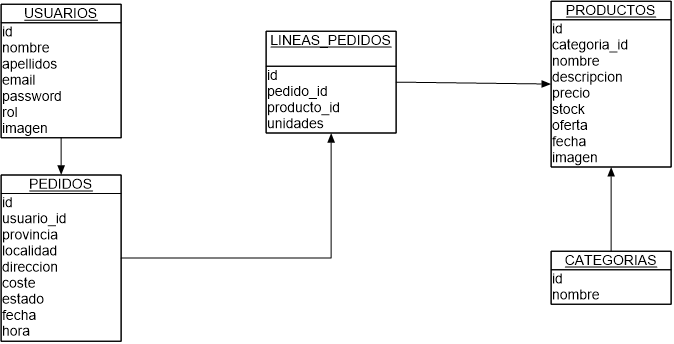 USUARIOS
id
nombre
apellidos
email
password
rol
imagen
PEDIDOS
id
usuario_id
provincia
localidad
direccion
coste
estado
fecha
hora
LINEAS_PEDIDOS
id
pedido_id
producto_id
unidades
PRODUCTOS
id
categoria_id
nombre
descripcion
precio
stock
oferta
fecha
imagen
CATEGORIAS
id
nombre